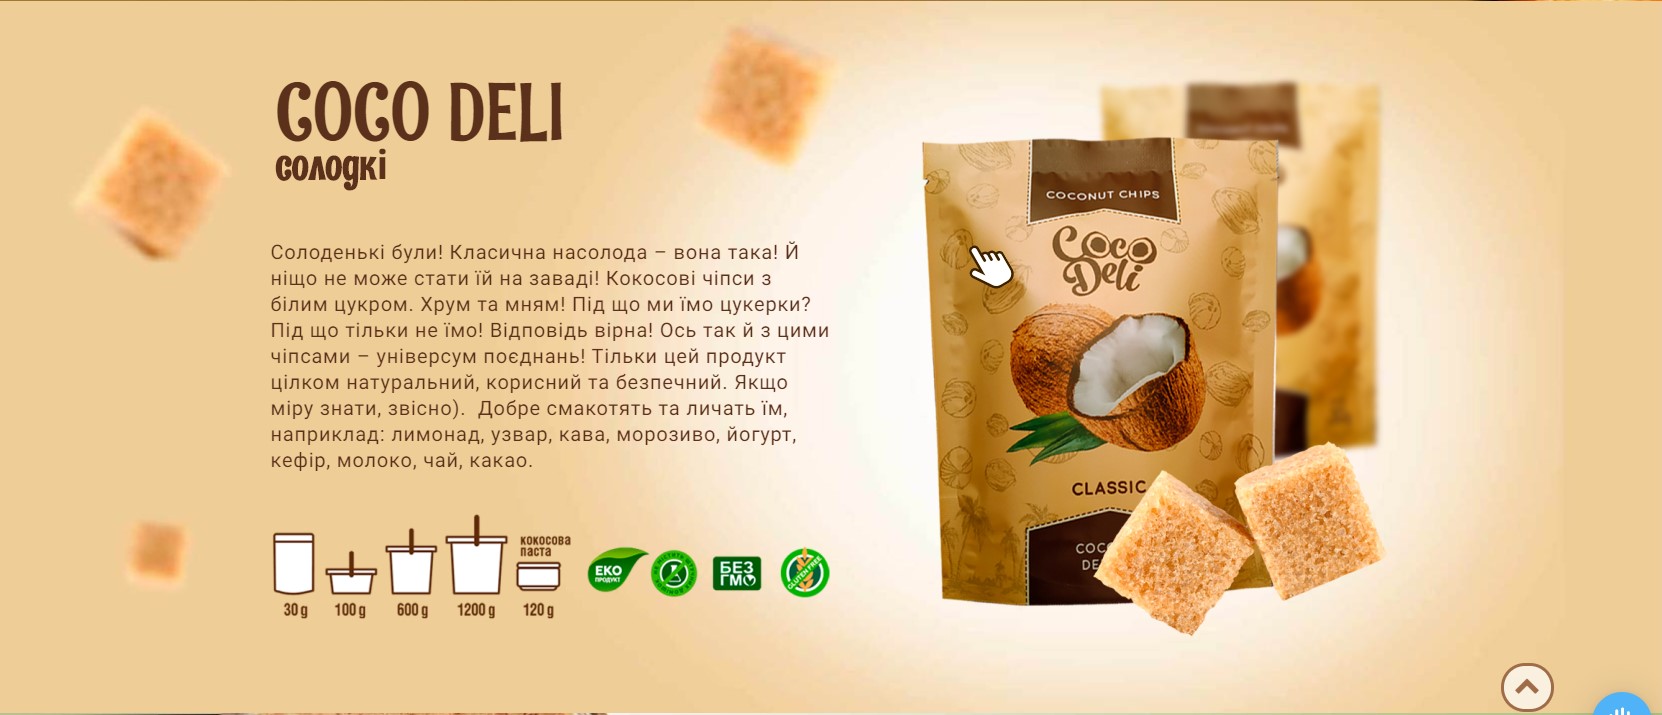 COCO DELI
солодкі
Солоденькі були! Класична насолода – вона така! Й
ніщо не може стати їй на заваді! Кокосові чіпси з
білим цукром. Хрум та мням! Під що ми їмо цукерки?
Під що тільки не їмо! Відповідь вірна! Ось так й з цими
чіпсами – універсум поєднань! Тільки цей продукт
цілком натуральний, корисний та безпечний. Якщо
міру знати, звісно).  Добре смакотять та личать їм,
наприклад: лимонад, узвар, кава, морозиво, йогурт,
кефір, молоко, чай, какао.
кокосова
паста
30 g
100 g
600 g
1200 g
120 g
ЕКО
ПРОДУКТ
БЕЗ
ГМО
GLUTEN FREE
COCONUT CHIPS
Coco
Deli
CLASSIC